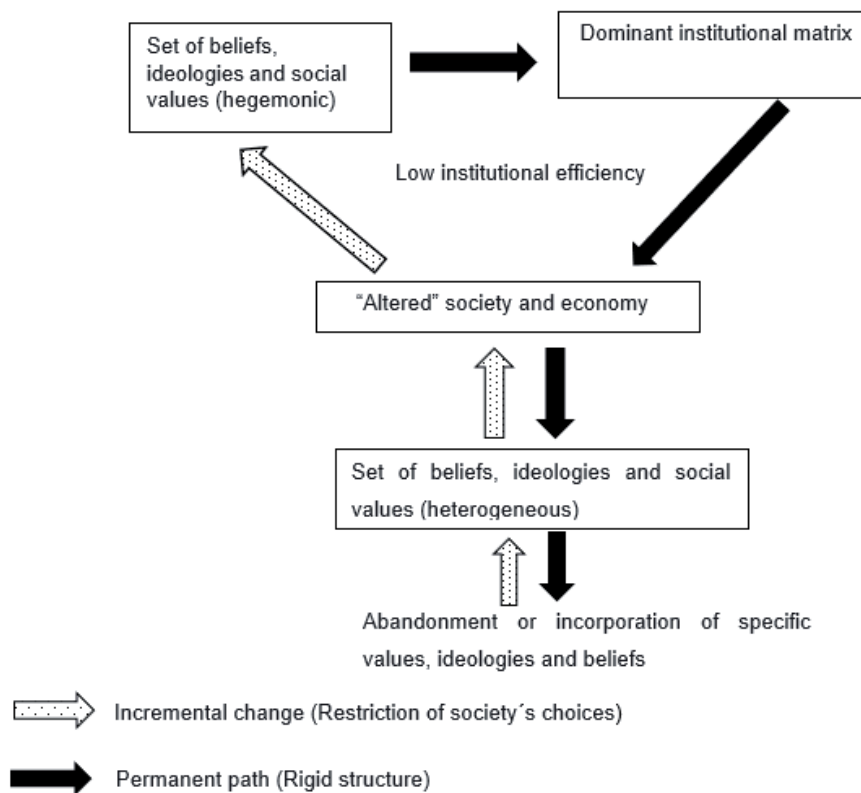 Set of beliefs,
ideologies and social
values (hegemonic)
Dominant institutional matrix
Low institutional efficiency
“Altered” society and economy
Set of beliefs, ideologies and social
values (heterogeneous)
Abandonment or incorporation of specific
values, ideologies and beliefs
Incremental change (Restriction of society´s choices)
Permanent path (Rigid structure)